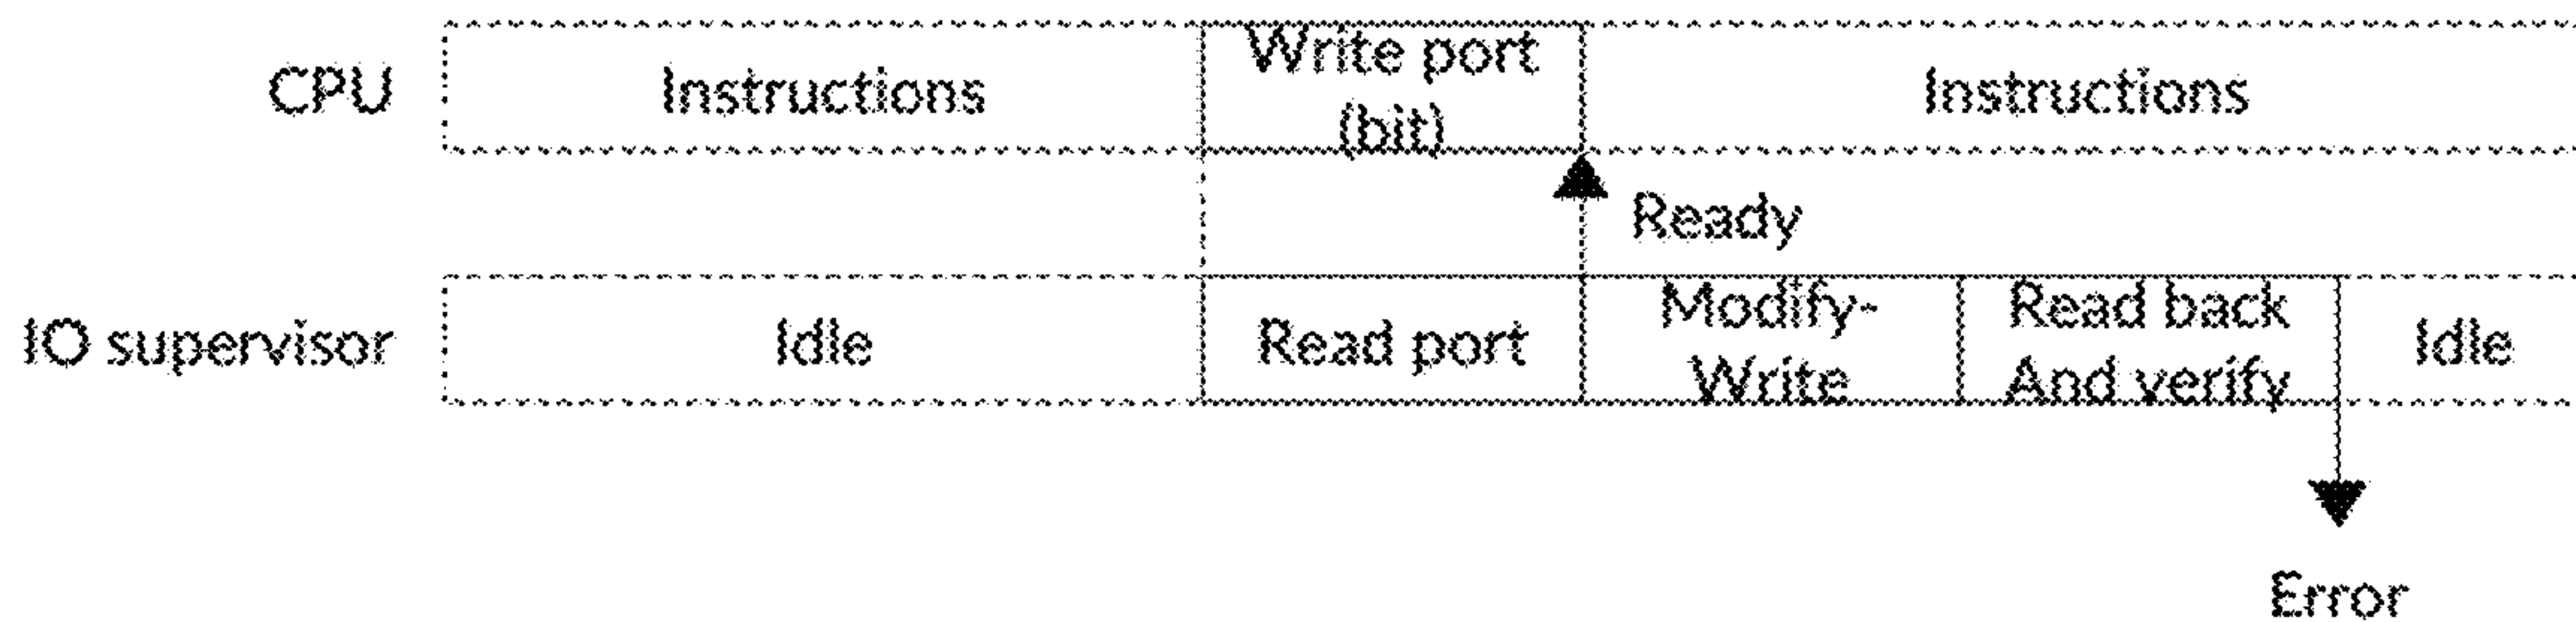 CPU
Instructions
Write port
(bit)
Instructions
Ready
IO supervisor
Idle
Read port
Modify-
Write
Read back
And verify
Idle
Error